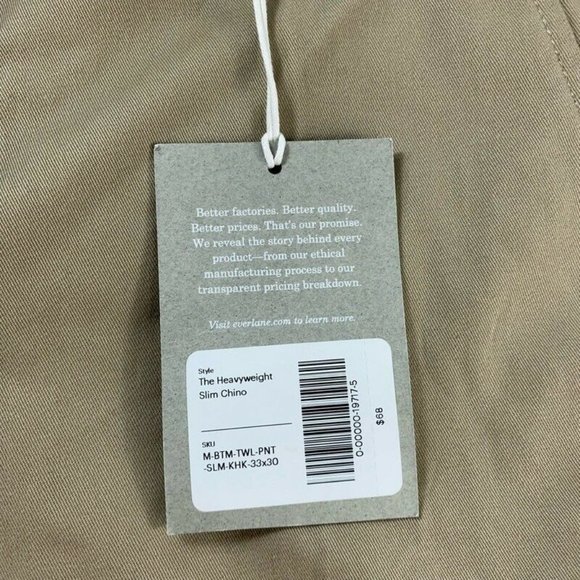 Better factories. Better quality.
Better prices. That's our promise.
We reveal the story behind every
product—from our ethical
manufacturing process to our
transparent pricing breakdown.
Visit everlane.com to learn more.
Style
The Heavyweight
Slim Chino
SKU
M-BTM-TWL-PNT
-SLM-KHK-33x30
0-00000-19717-5
$68